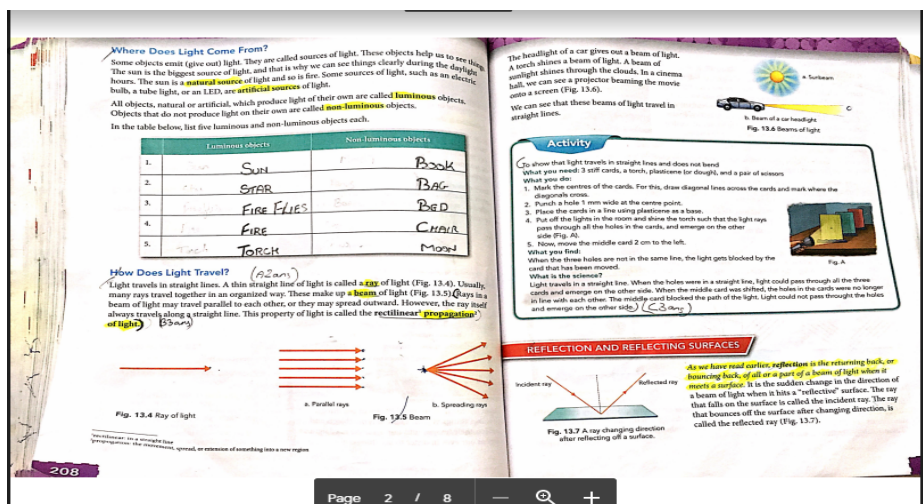 Where Does Light Come From?
Some objects emit (give out) light. They are called sources of light. These objects help us to see things.
The sun is the biggest source of light, and that is why we can see things clearly during the daylight
hours. The sun is a natural source of light and so is fire. Some sources of light, such as an electric
bulb, a tube light, or an LED, are artificial sources of light.
All objects, natural or artificial, which produce light of their own are called luminous objects.
Objects that do not produce light on their own are called non-luminous objects.
In the table below, list five luminous and non-luminous objects each.
Luminous objects Non-luminous objects
1. SUN BOOK
2. STAR BAG
3. FIRE FLIES BED
4. FIRE CHAIR
5. TORCH MOON
How Does Light Travel? (A2ans)
Light travels in straight lines. A thin straight line of light is called a ray of light (Fig. 13.4). Usually,
many rays travel together in an organized way. These make up a beam of light (Fig. 13.5). Rays in a
beam of light may travel parallel to each other, or they may spread outward. However, the ray itself
always travels along a straight line. This property of light is called the rectilinear¹ propagation²
of light. (B3ans)
a. Parallel rays b. Spreading rays
Fig. 13.4 Ray of light Fig. 13.5 Beam
¹rectilinear: in a straight line
²propagation: the movement, spread, or extension of something into a new region
208
The headlight of a car gives out a beam of light.
A torch shines a beam of light. A beam of
sunlight shines through the clouds. In a cinema
hall, we can see a projector beaming the movie
onto a screen (Fig. 13.6).
We can see that these beams of light travel in
straight lines.
a. Sunbeam
b. Beam of a car headlight
Fig. 13.6 Beams of light
Activity
To show that light travels in straight lines and does not bend
What you need: 3 stiff cards, a torch, plasticene (or dough), and a pair of scissors
What you do:
1. Mark the centres of the cards. For this, draw diagonal lines across the cards and mark where the
diagonals cross.
2. Punch a hole 1 mm wide at the centre point.
3. Place the cards in a line using plasticene as a base.
4. Put off the lights in the room and shine the torch such that the light rays
pass through all the holes in the cards, and emerge on the other
side (Fig. A).
5. Now, move the middle card 2 cm to the left.
What you find:
When the three holes are not in the same line, the light gets blocked by the
card that has been moved.
Fig. A
What is the science?
Light travels in a straight line. When the holes were in a straight line, light could pass through all the three
cards and emerge on the other side. When the middle card was shifted, the holes in the cards were no longer
in line with each other. The middle card blocked the path of the light. Light could not pass throught the holes
and emerge on the other side. (C3ans)
REFLECTION AND REFLECTING SURFACES
Incident ray Reflected ray
Fig. 13.7 A ray changing direction
after reflecting off a surface.
As we have read earlier, reflection is the returning back, or
bouncing back, of all or a part of a beam of light when it
meets a surface. It is the sudden change in the direction of
a beam of light when it hits a "reflective" surface. The ray
that falls on the surface is called the incident ray. The ray
that bounces off the surface after changing direction, is
called the reflected ray (Fig. 13.7).
Page 2 / 8